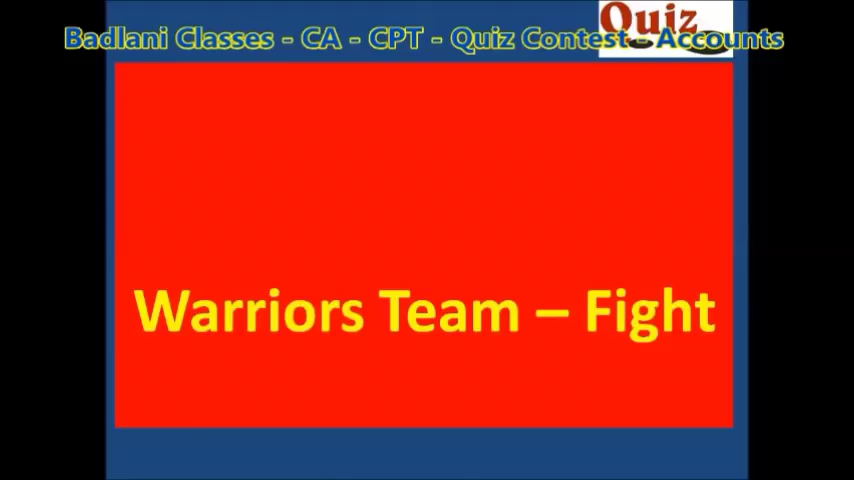 Quiz
Badlani Classes - CA - CPT - Quiz Contest - Accounts
Warriors Team – Fight